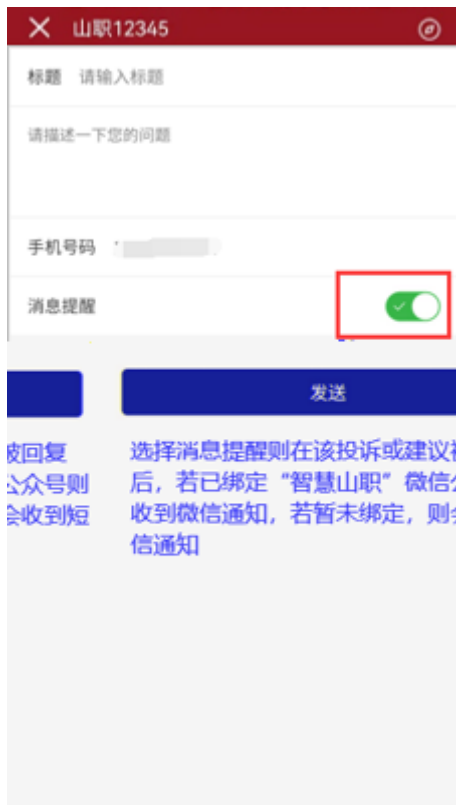 山职12345
标题 请输入标题
请描述一下您的问题
手机号码
消息提醒
发送
被回复
公众号则
会收到短
选择消息提醒则在该投诉或建议
后，若已绑定“智慧山职”微信
收到微信通知，若暂未绑定，则
信通知